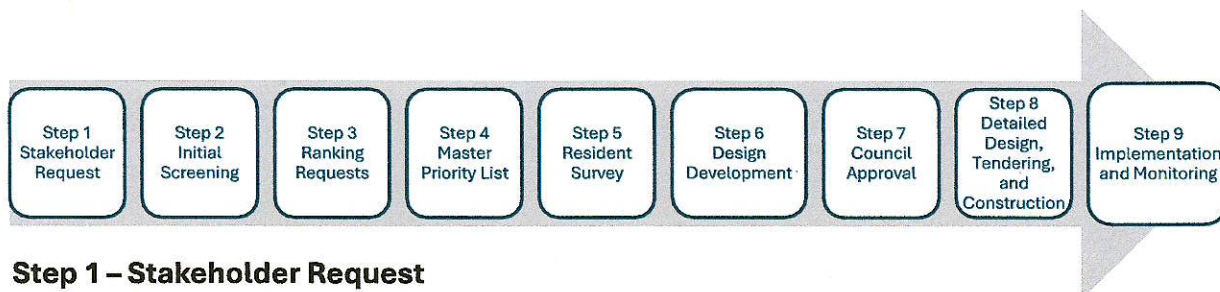 Step 1
Stakeholder
Request
Step 2
Initial
Screening
Step 3
Ranking
Requests
Step 4
Master
Priority List
Step 5
Resident
Survey
Step 6
Design
Development
Step 7
Council
Approval
Step 8
Detailed
Design,
Tendering,
and
Construction
Step 9
Implementation
and Monitoring
Step 1 – Stakeholder Request